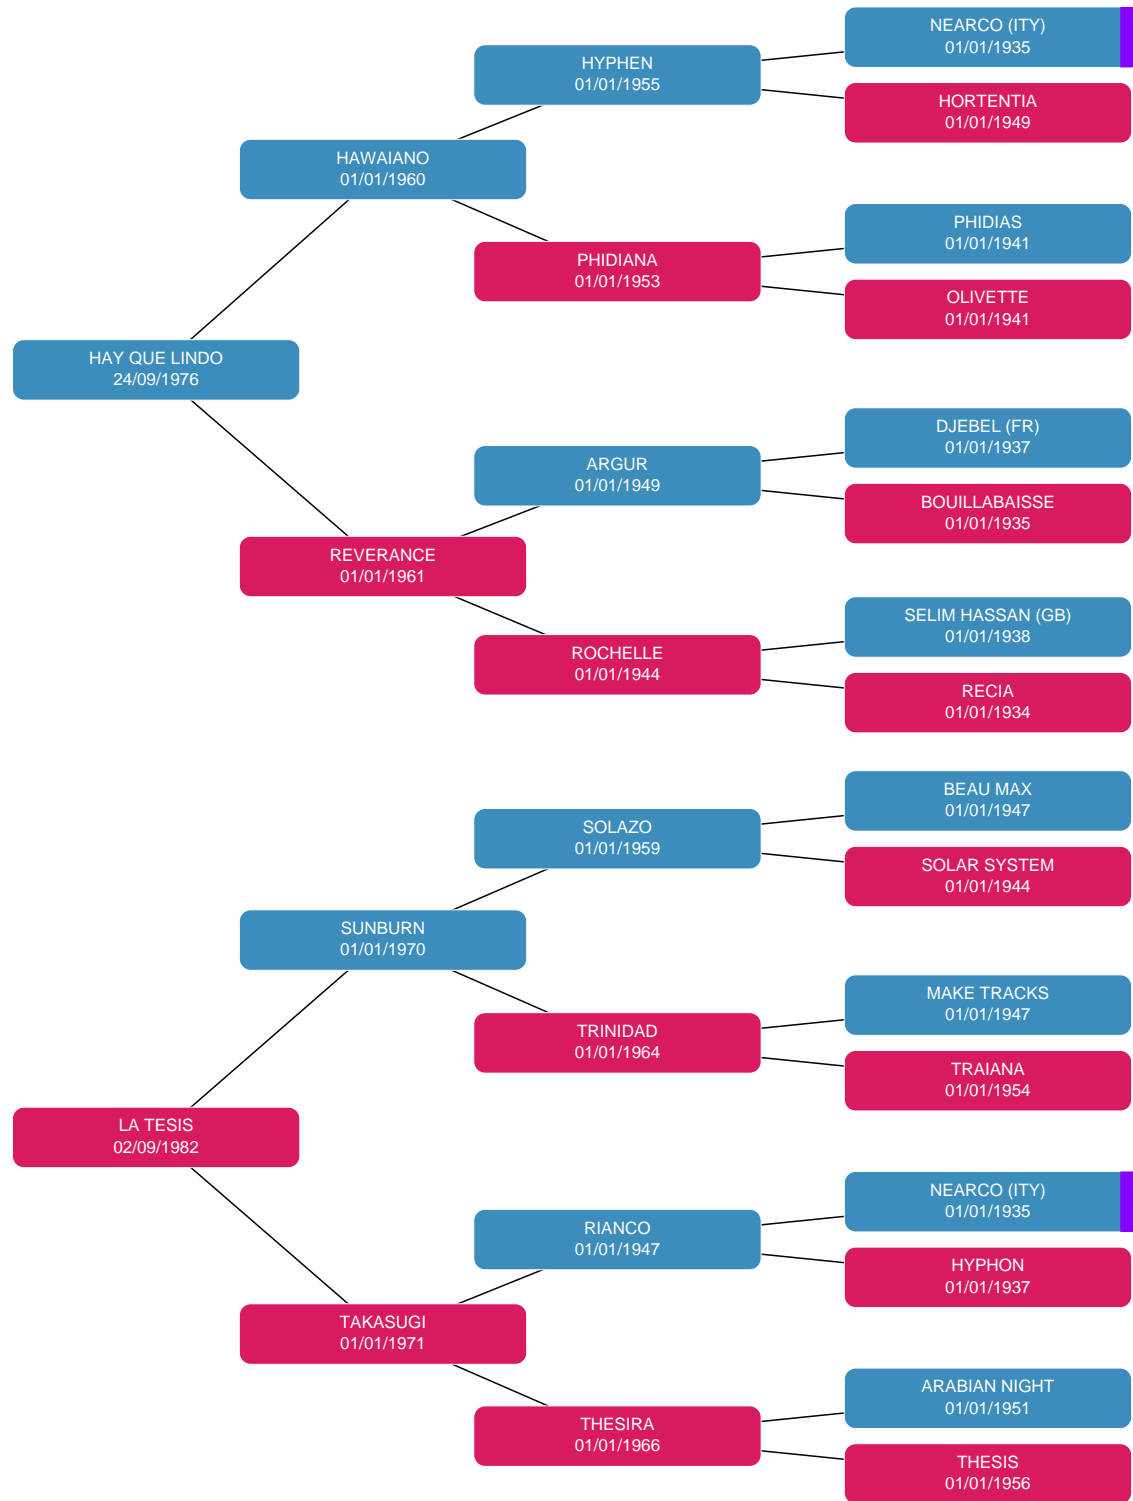 NEARCO (ITY)
01/01/1935
HYPHEN
01/01/1955
HORTENTIA
01/01/1949
HAWAIANO
01/01/1960
PHIDIAS
01/01/1941
PHIDIANA
01/01/1953
OLIVETTE
01/01/1941
HAY QUE LINDO
24/09/1976
DJEBEL (FR)
01/01/1937
ARGUR
01/01/1949
BOUILLABAISSE
01/01/1935
REVERANCE
01/01/1961
SELIM HASSAN (GB)
01/01/1938
ROCHELLE
01/01/1944
RECIA
01/01/1934
BEAU MAX
01/01/1947
SOLAZO
01/01/1959
SOLAR SYSTEM
01/01/1944
SUNBURN
01/01/1970
MAKE TRACKS
01/01/1947
TRINIDAD
01/01/1964
TRAIANA
01/01/1954
LA TESIS
02/09/1982
NEARCO (ITY)
01/01/1935
RIANCO
01/01/1947
HYPHON
01/01/1937
TAKASUGI
01/01/1971
ARABIAN NIGHT
01/01/1951
THESIRA
01/01/1966
THESIS
01/01/1956